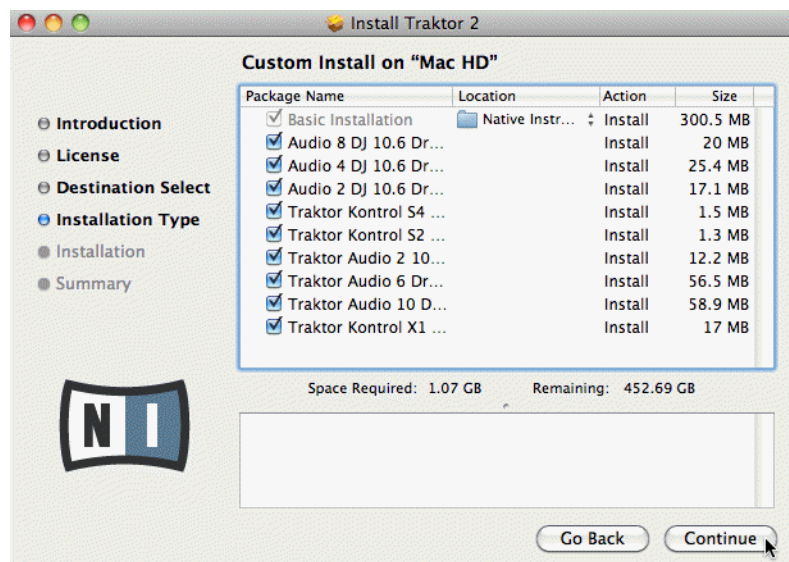 Install Traktor 2
Custom Install on “Mac HD”
Introduction
License
Destination Select
Installation Type
Installation
Summary
Package Name Location Action Size
Basic Installation Native Instr... Install 300.5 MB
Audio 8 DJ 10.6 Dr... Install 20 MB
Audio 4 DJ 10.6 Dr... Install 25.4 MB
Audio 2 DJ 10.6 Dr... Install 17.1 MB
Traktor Kontrol S4 ... Install 1.5 MB
Traktor Kontrol S2 ... Install 1.3 MB
Traktor Audio 2 10... Install 12.2 MB
Traktor Audio 6 Dr... Install 56.5 MB
Traktor Audio 10 D... Install 58.9 MB
Traktor Kontrol X1 ... Install 17 MB
Space Required: 1.07 GB Remaining: 452.69 GB
N I
Go Back Continue